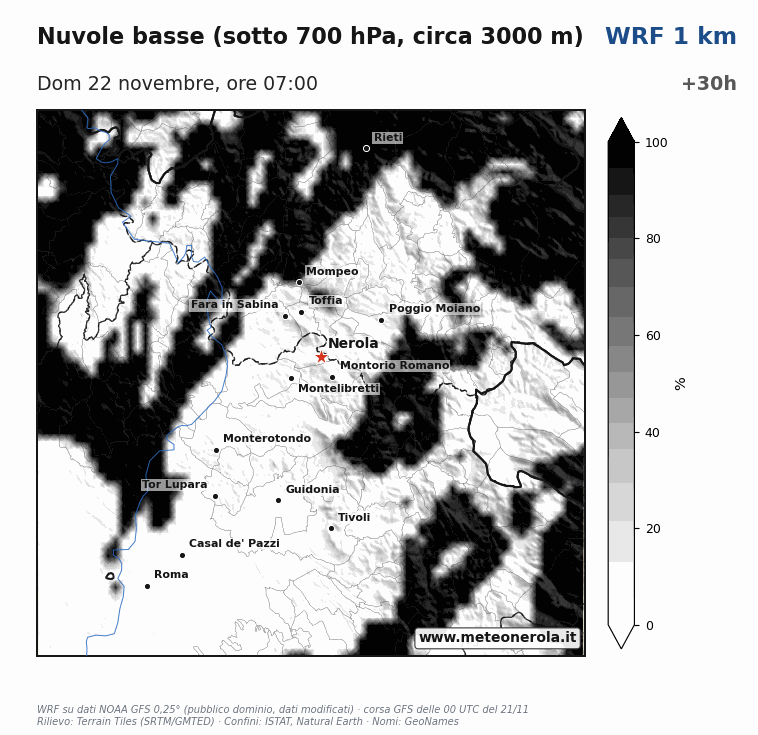 Nuvole basse (sotto 700 hPa, circa 3000 m) WRF 1 km
Dom 22 novembre, ore 07:00 +30h
Rieti
Mompeo
Fara in Sabina
Toffia
Poggio Moiano
Nerola
Montorio Romano
Montelibretti
Monterotondo
Tor Lupara
Guidonia
Tivoli
Casal de' Pazzi
Roma
www.meteonerola.it
100
80
60
40
20
0
%
WRF su dati NOAA GFS 0,25° (pubblico dominio, dati modificati) · corsa GFS delle 00 UTC del 21/11
Rilievo: Terrain Tiles (SRTM/GMTED) · Confini: ISTAT, Natural Earth · Nomi: GeoNames